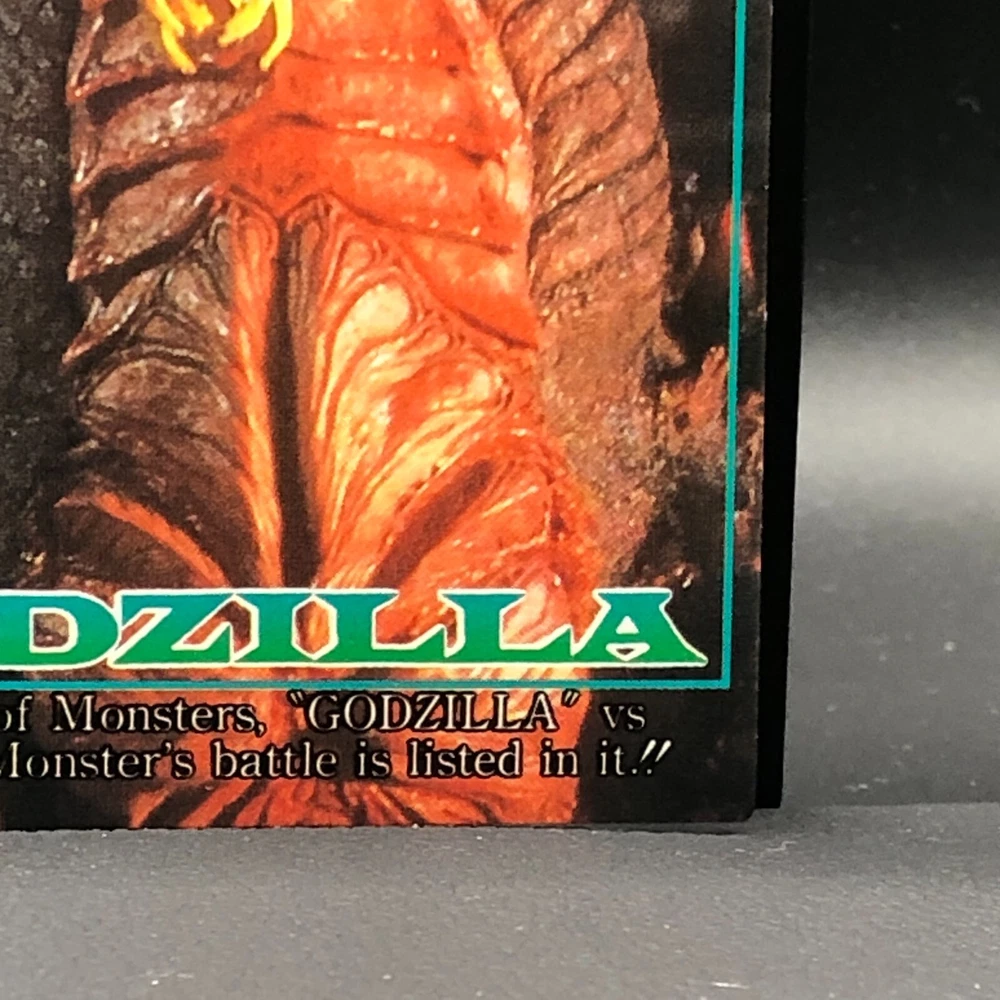 DZILLA
of Monsters, "GODZILLA" vs
Monster's battle is listed in it.!!